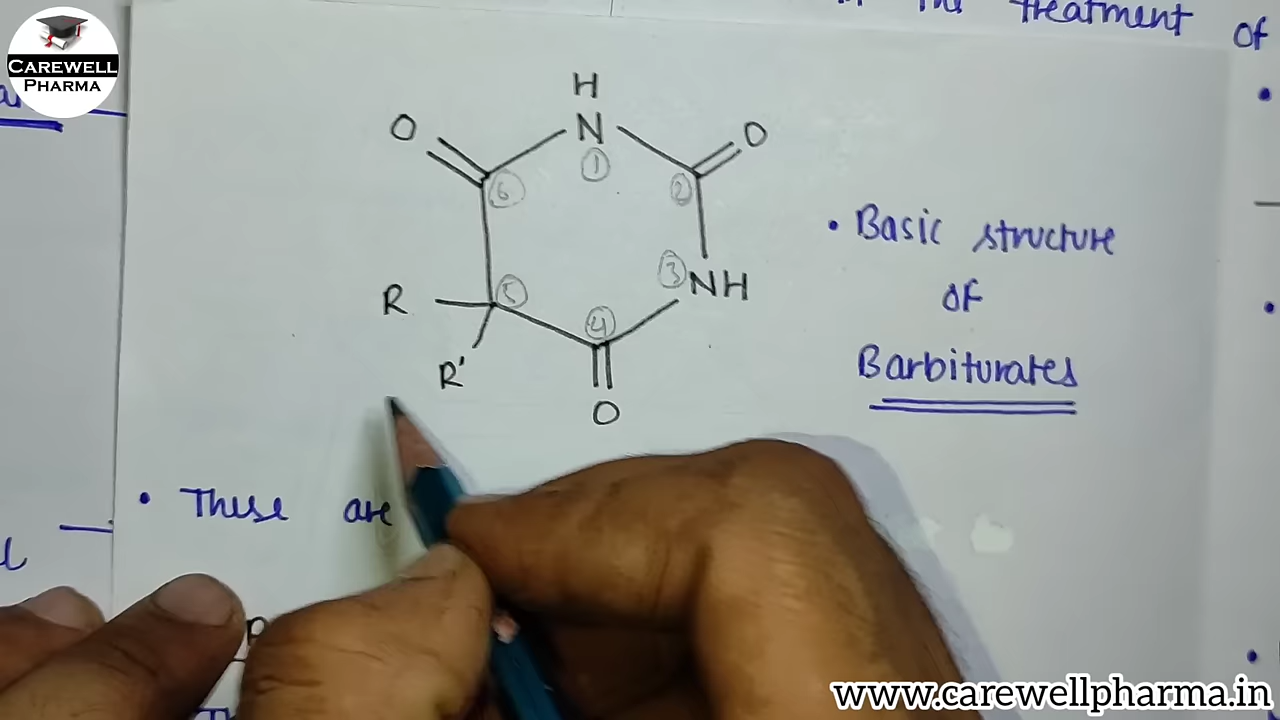 CAREWELL
PHARMA
the treatment of
H
O N O
1
6 2
3 NH
R 5
4
R'
O
• Basic structure
of
Barbiturates
• These are
www.carewellpharma.in